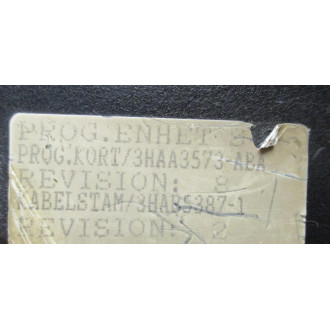 PROG.ENHET S
PROG.KORT/3HAA3573-ABA
REVISION: 8
KABELSTAM/3HAB5387-1
REVISION: 2